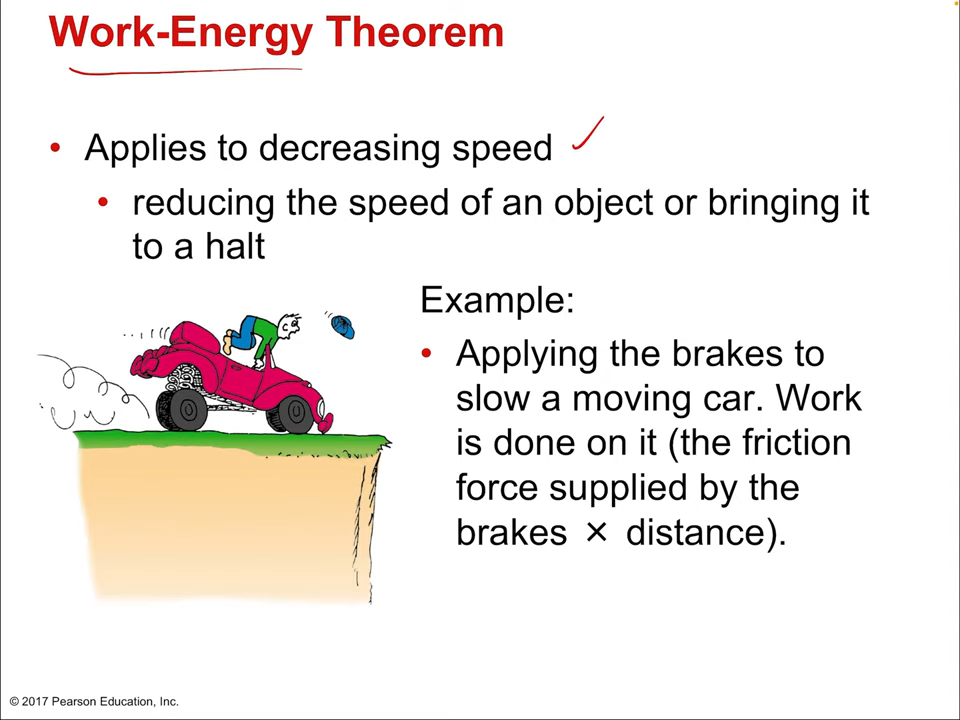 Work-Energy Theorem
• Applies to decreasing speed
• reducing the speed of an object or bringing it
to a halt
Example:
• Applying the brakes to
slow a moving car. Work
is done on it (the friction
force supplied by the
brakes × distance).
© 2017 Pearson Education, Inc.